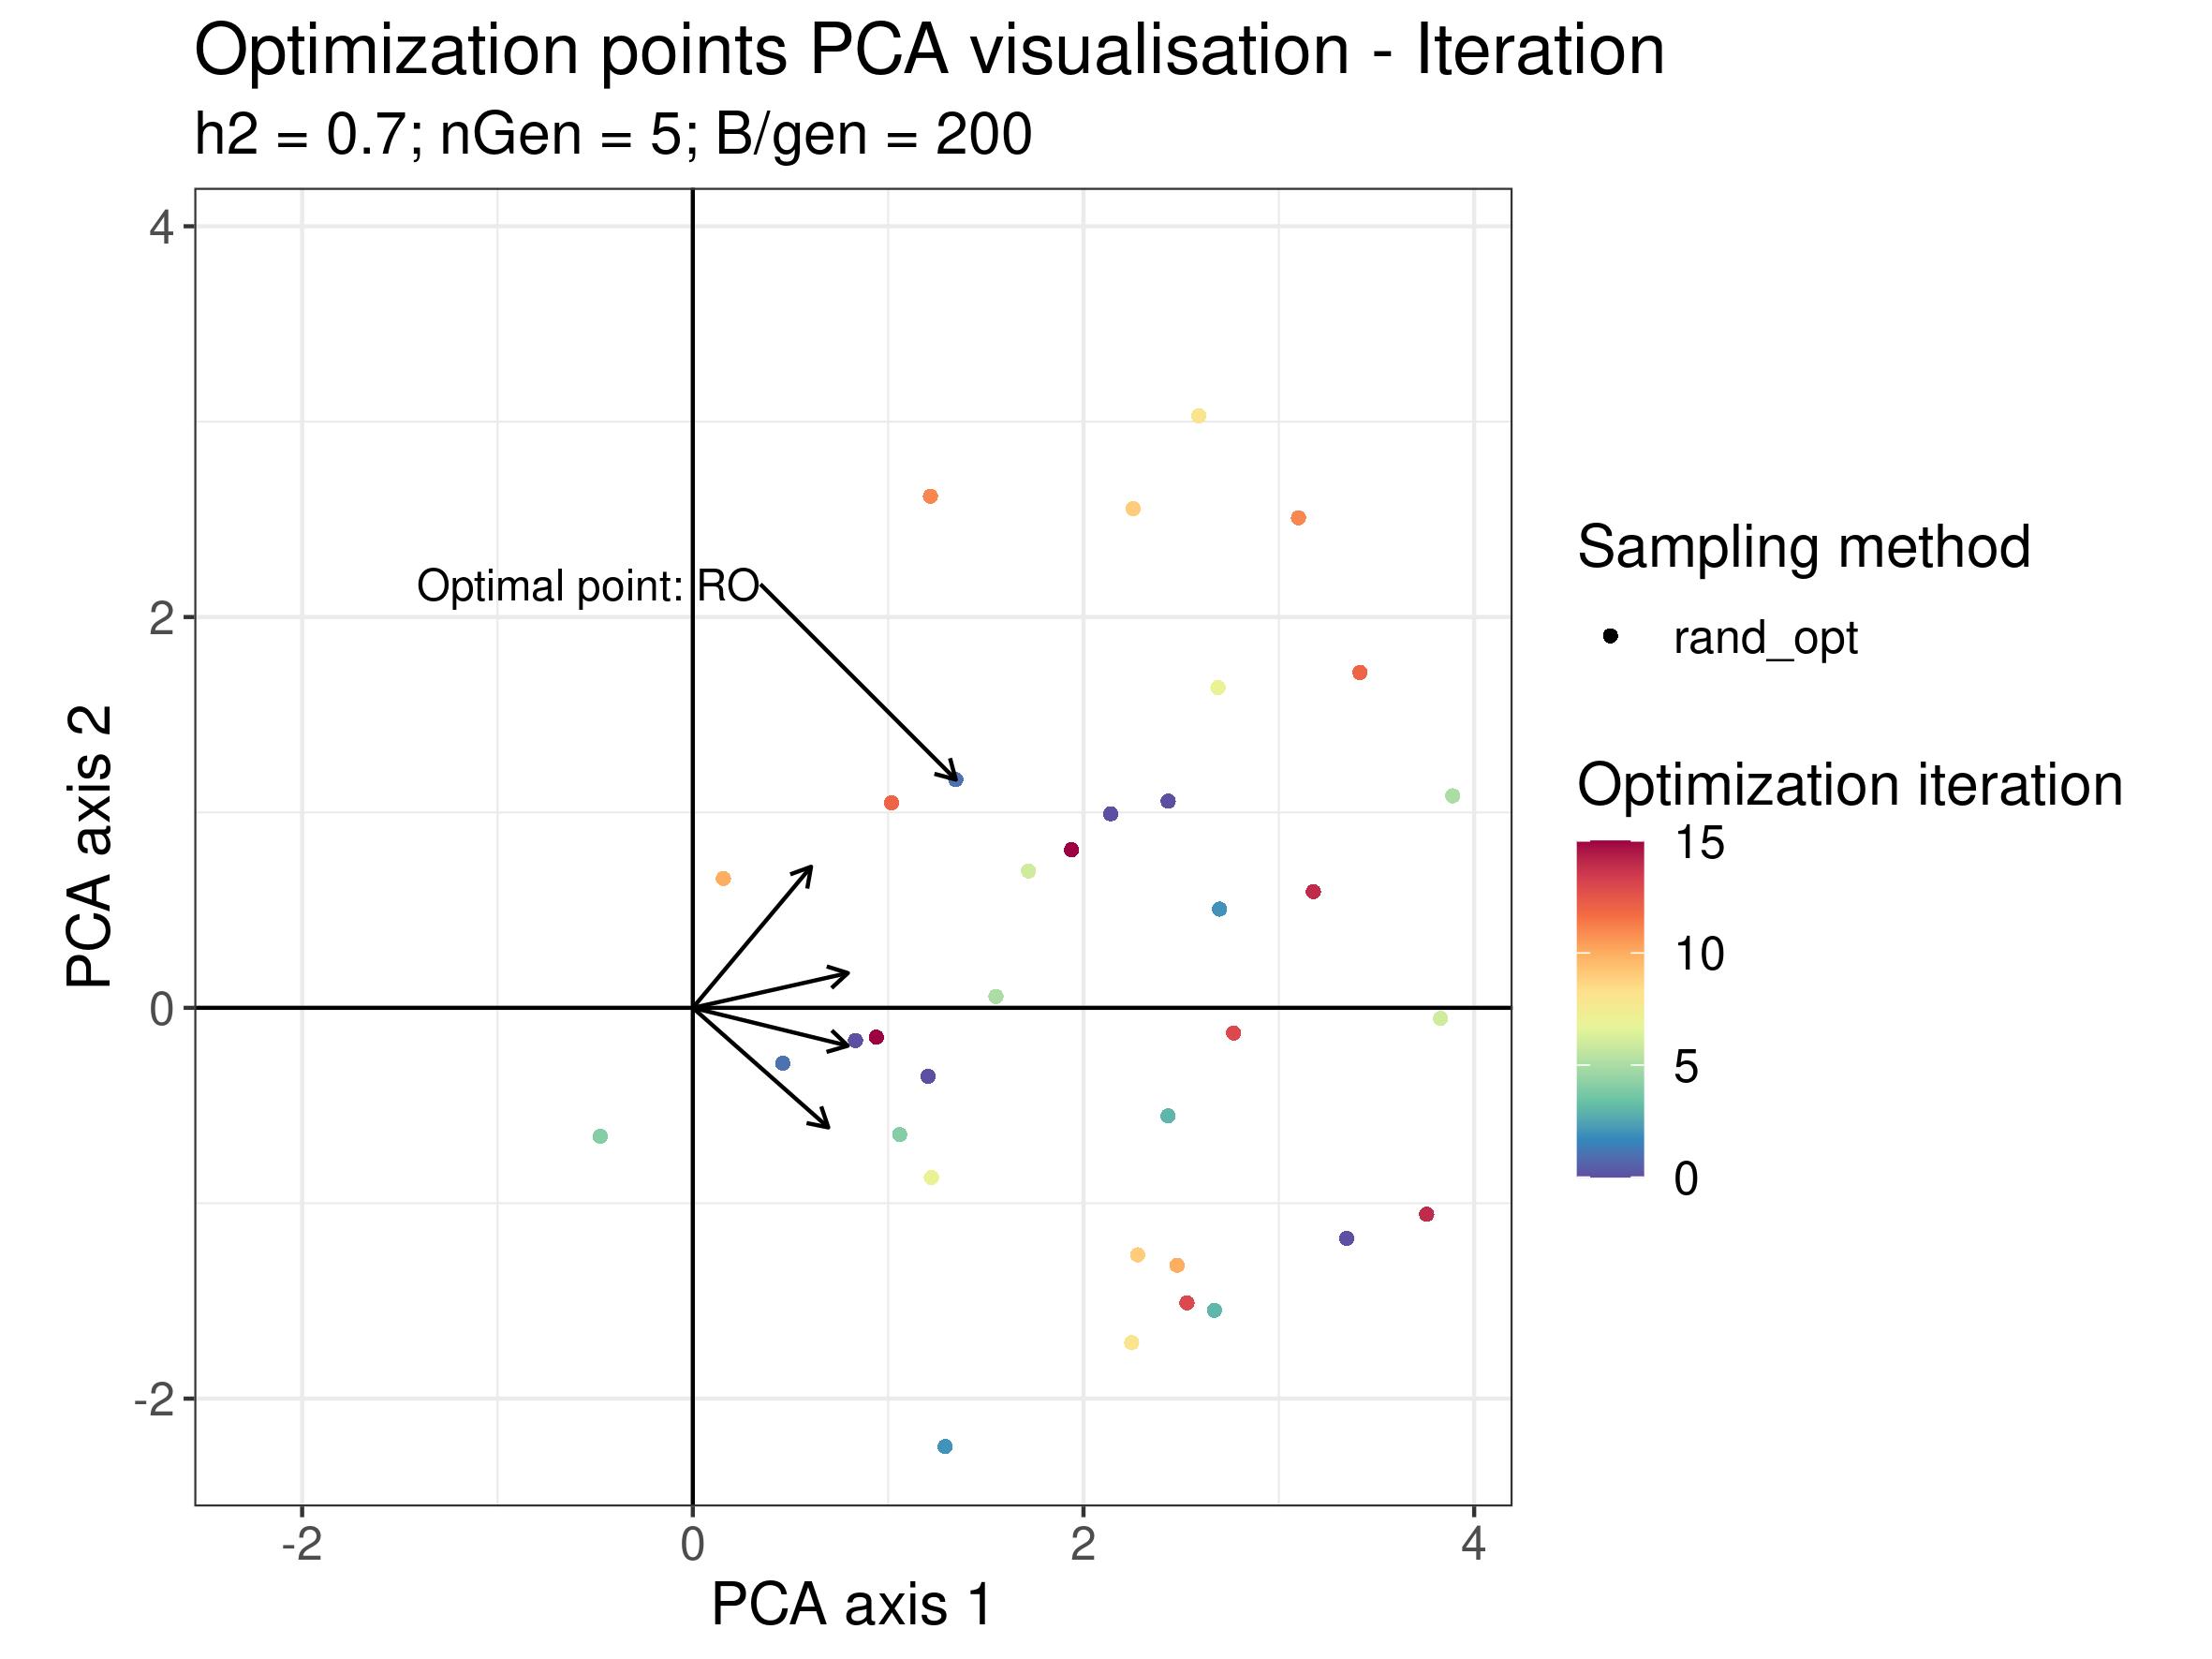 Optimization points PCA visualisation - Iteration
h2 = 0.7; nGen = 5; B/gen = 200
4
2
0
-2
PCA axis 2
Optimal point: RO
-2
0
2
4
PCA axis 1
Sampling method
rand_opt
Optimization iteration
15
10
5
0